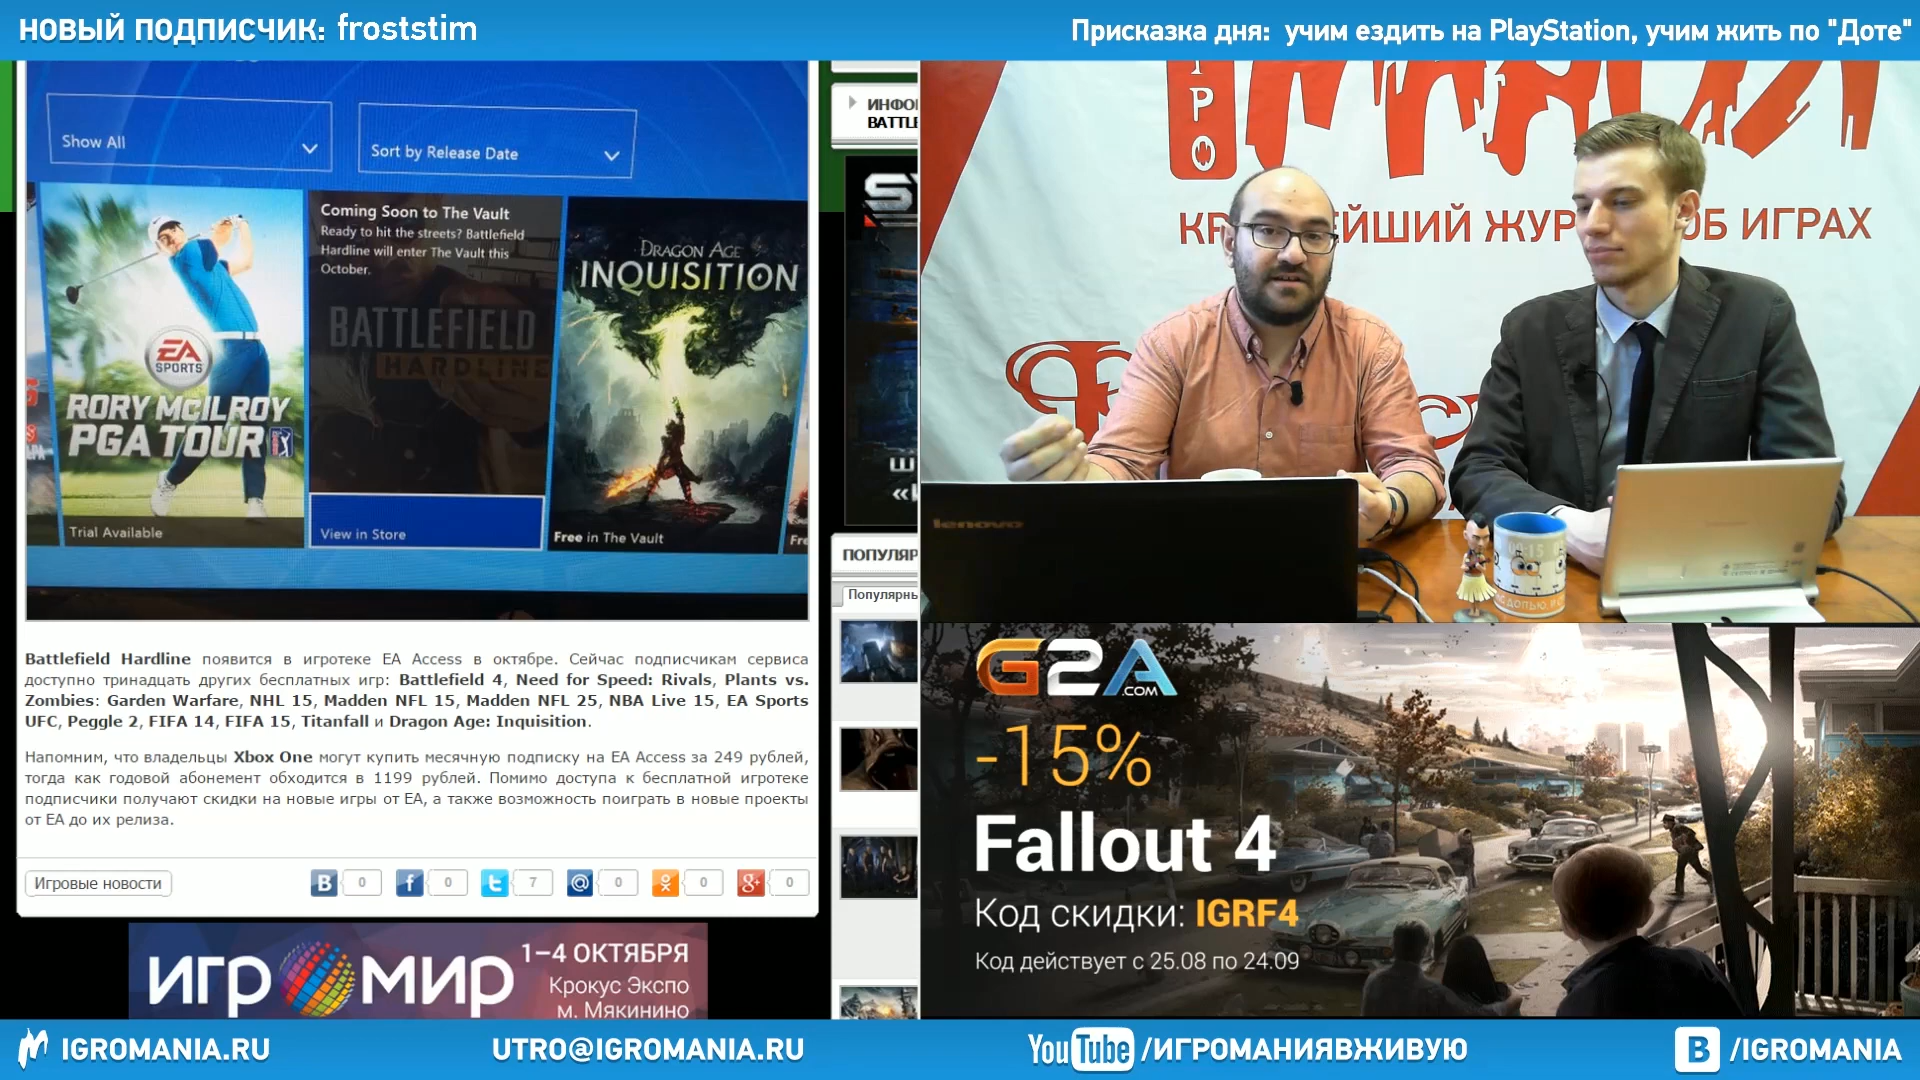 НОВЫЙ ПОДПИСЧИК: froststim
Присказка дня: учим ездить на PlayStation, учим жить по "Доте"
Show All
Sort by Release Date
EA
SPORTS
RORY McILROY
PGA TOUR
Trial Available
Coming Soon to The Vault
Ready to hit the streets? Battlefield
Hardline will enter The Vault this
October.
BATTLEFIELD
HARDLINE
View in Store
DRAGON AGE
INQUISITION
Free in The Vault
Fre
ИНФО
BATTLE
ПОПУЛЯР
Популярны
Battlefield Hardline появится в игротеке EA Access в октябре. Сейчас подписчикам сервиса
доступно тринадцать других бесплатных игр: Battlefield 4, Need for Speed: Rivals, Plants vs.
Zombies: Garden Warfare, NHL 15, Madden NFL 15, Madden NFL 25, NBA Live 15, EA Sports
UFC, Peggle 2, FIFA 14, FIFA 15, Titanfall и Dragon Age: Inquisition.
Напомним, что владельцы Xbox One могут купить месячную подписку на EA Access за 249 рублей,
тогда как годовой абонемент обходится в 1199 рублей. Помимо доступа к бесплатной игротеке
подписчики получают скидки на новые игры от EA, а также возможность поиграть в новые проекты
от EA до их релиза.
Игровые новости
0
0
7
0
0
0
ИГРОМИР
1–4 ОКТЯБРЯ
Крокус Экспо
м. Мякинино
ЖУР
ОБ ИГРАХ
lenovo
G2A
.COM
-15%
Fallout 4
Код скидки: IGRF4
Код действует с 25.08 по 24.09
IGROMANIA.RU
UTRO@IGROMANIA.RU
YouTube /ИГРОМАНИЯВЖИВУЮ
B /IGROMANIA